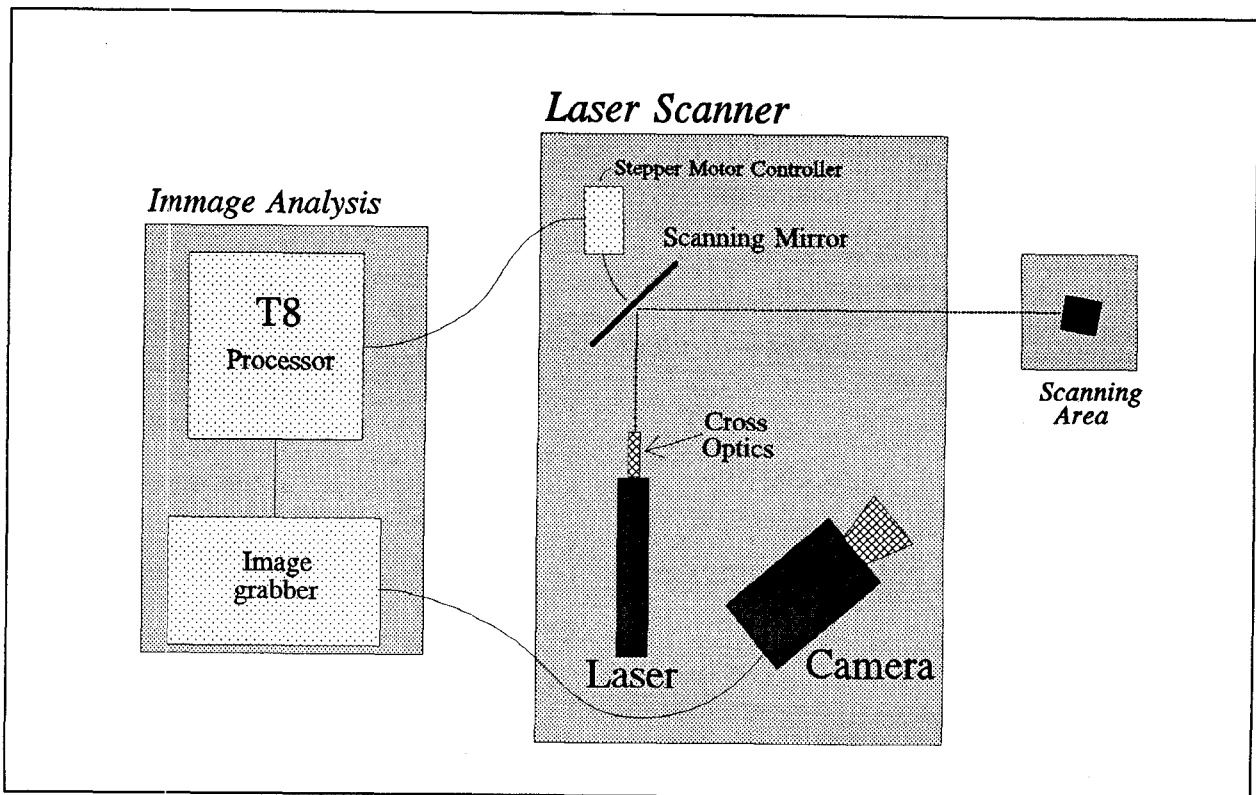 Laser Scanner
Stepper Motor Controller
Immage Analysis
Scanning Mirror
T8
Processor
Scanning
Area
Cross
Optics
Image
grabber
Laser
Camera